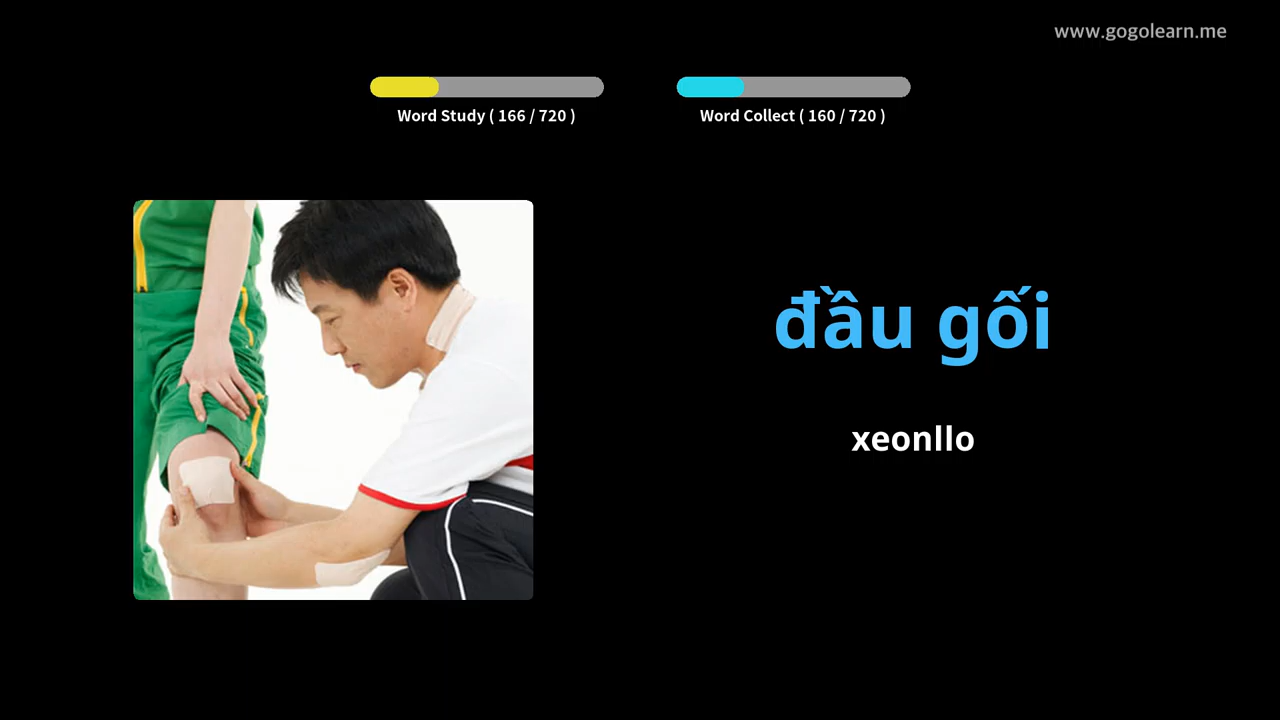 www.gogolearn.me
Word Study ( 166 / 720 )
Word Collect ( 160 / 720 )
đầu gối
xeonllo